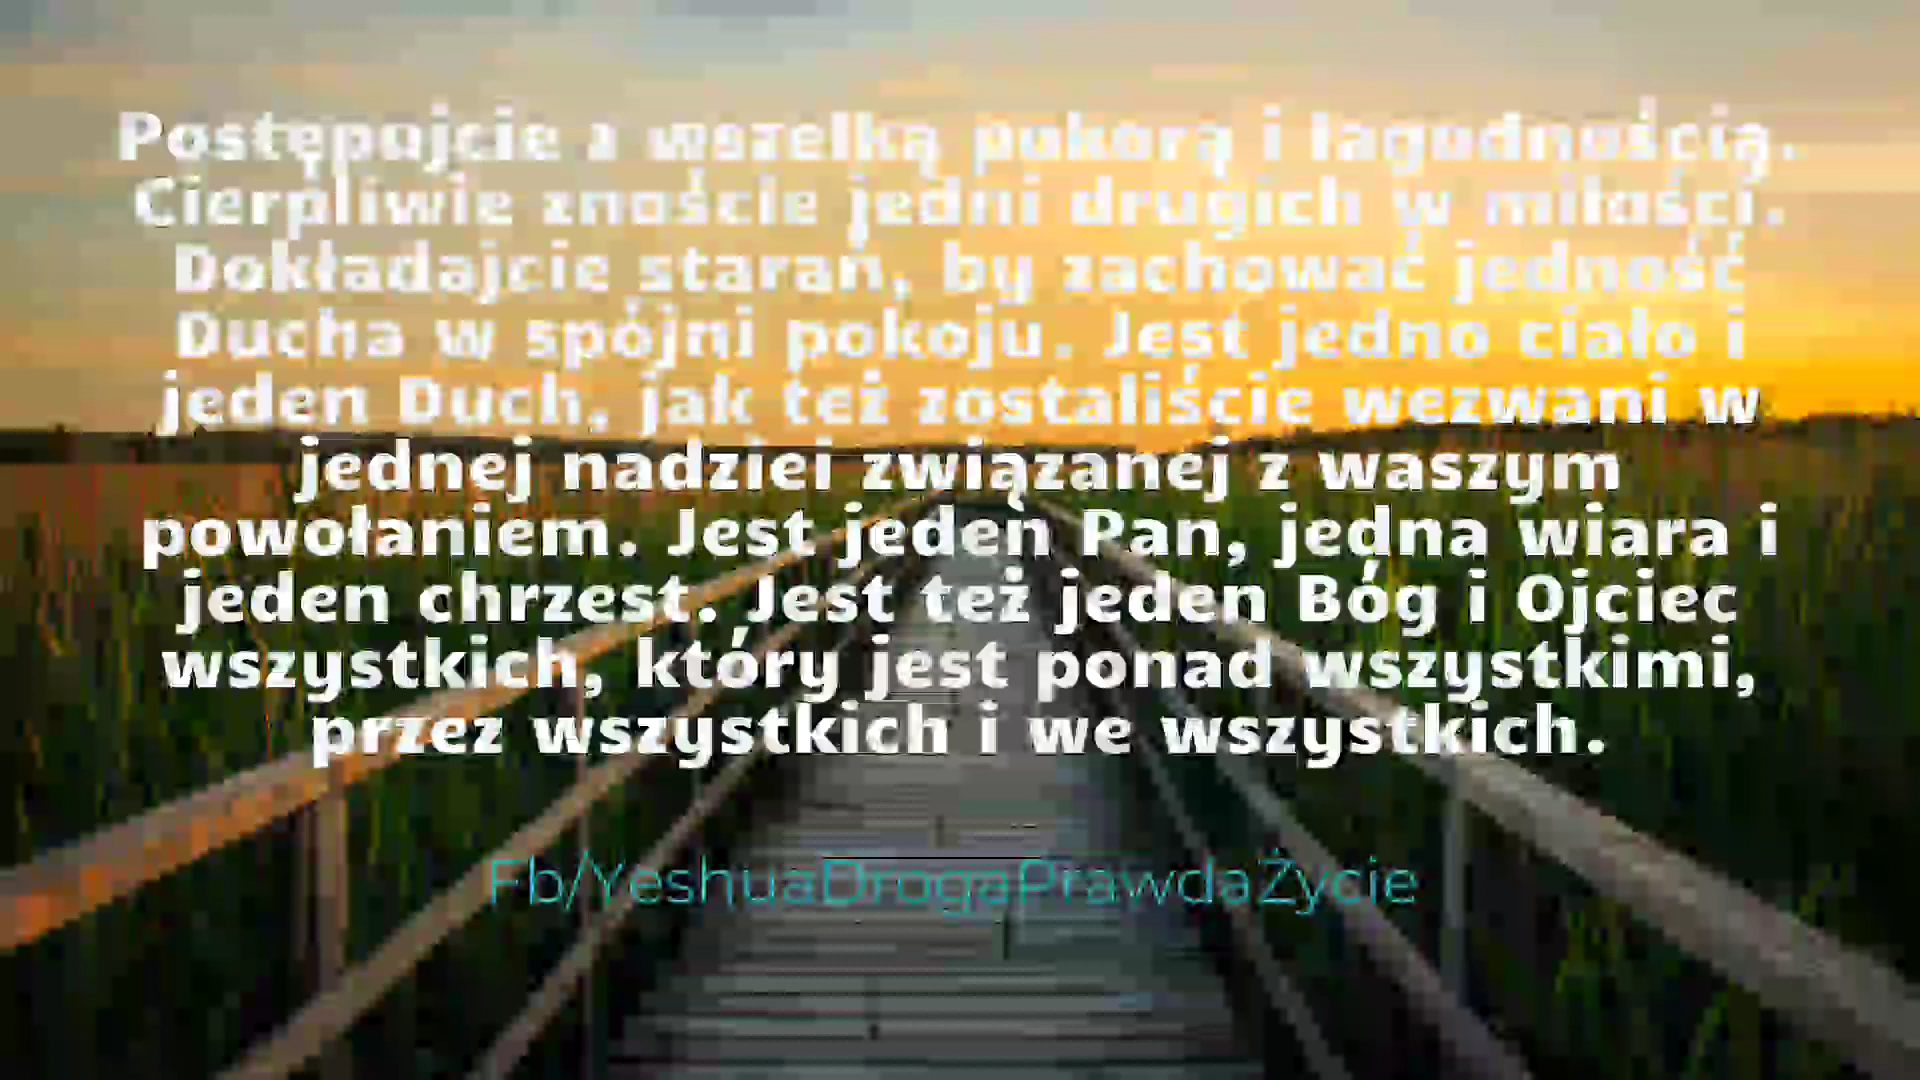 Postępujcie z wszelką pokorą i łagodnością.
Cierpliwie znoście jedni drugich w miłości.
Dokładajcie starań, by zachować jedność
Ducha w spójni pokoju. Jest jedno ciało i
jeden Duch, jak też zostaliście wezwani w
jednej nadziei związanej z waszym
powołaniem. Jest jeden Pan, jedna wiara i
jeden chrzest. Jest też jeden Bóg i Ojciec
wszystkich, który jest ponad wszystkimi,
przez wszystkich i we wszystkich.
Fb/YeshuaDrogaPrawdaŻycie